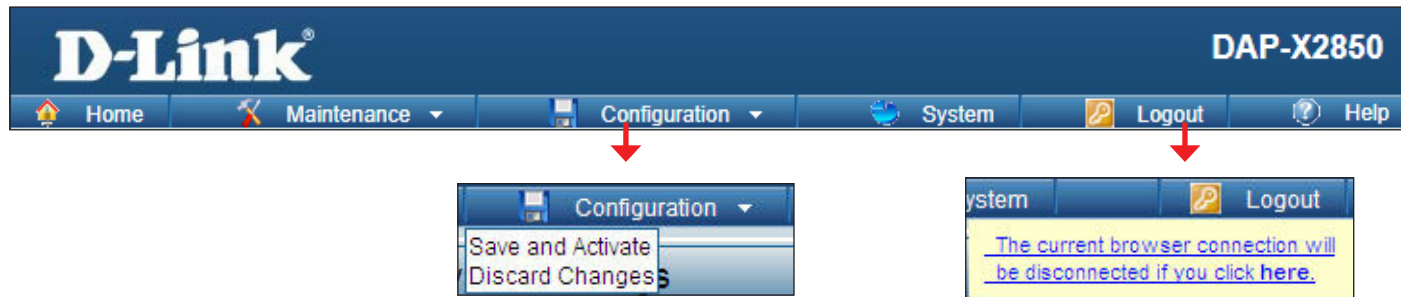 D-Link®
DAP-X2850
Home Maintenance Configuration System Logout Help
Configuration
Save and Activate
Discard Changes
ystem Logout
The current browser connection will
be disconnected if you click here.